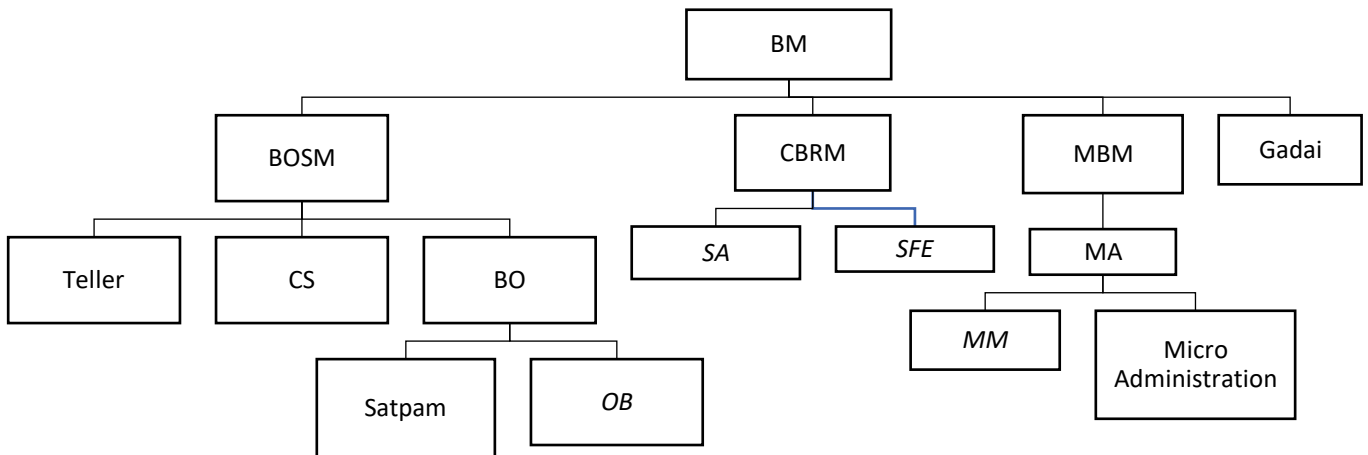 BM
BOSM
CBRM
MBM
Gadai
Teller
CS
BO
SA
SFE
MA
Satpam
OB
MM
Micro
Administration